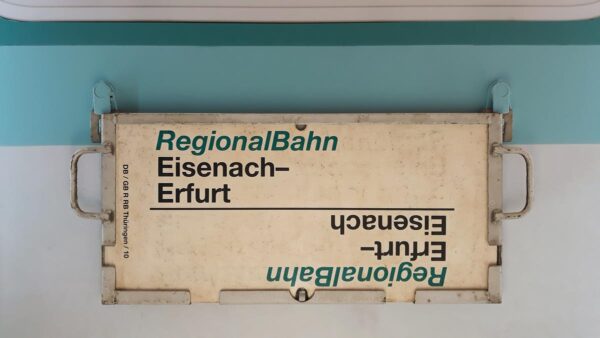 RegionalBahn
Eisenach–
Erfurt
DB / GB R RB Thüringen / 10
RegionalBahn
Erfurt–
Eisenach